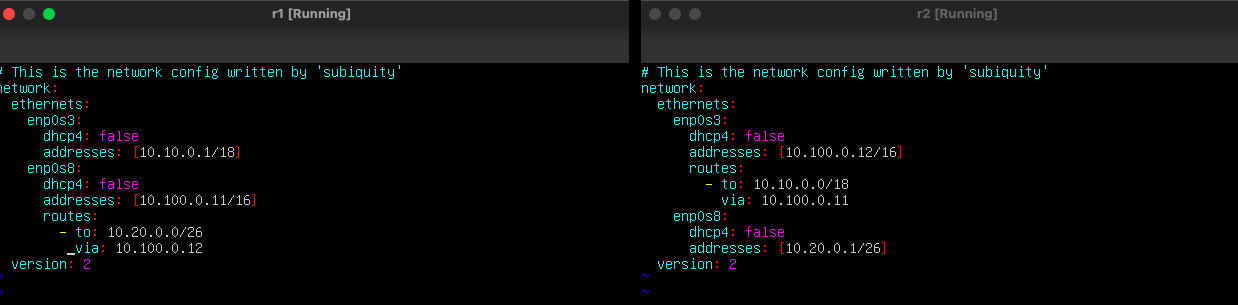 r1 [Running]
# This is the network config written by 'subiquity'
network:
  ethernets:
    enp0s3:
      dhcp4: false
      addresses: [10.10.0.1/18]
    enp0s8:
      dhcp4: false
      addresses: [10.100.0.11/16]
      routes:
        - to: 10.20.0.0/26
          via: 10.100.0.12
  version: 2
~
~
r2 [Running]
# This is the network config written by 'subiquity'
network:
  ethernets:
    enp0s3:
      dhcp4: false
      addresses: [10.100.0.12/16]
      routes:
        - to: 10.10.0.0/18
          via: 10.100.0.11
    enp0s8:
      dhcp4: false
      addresses: [10.20.0.1/26]
  version: 2
~
~